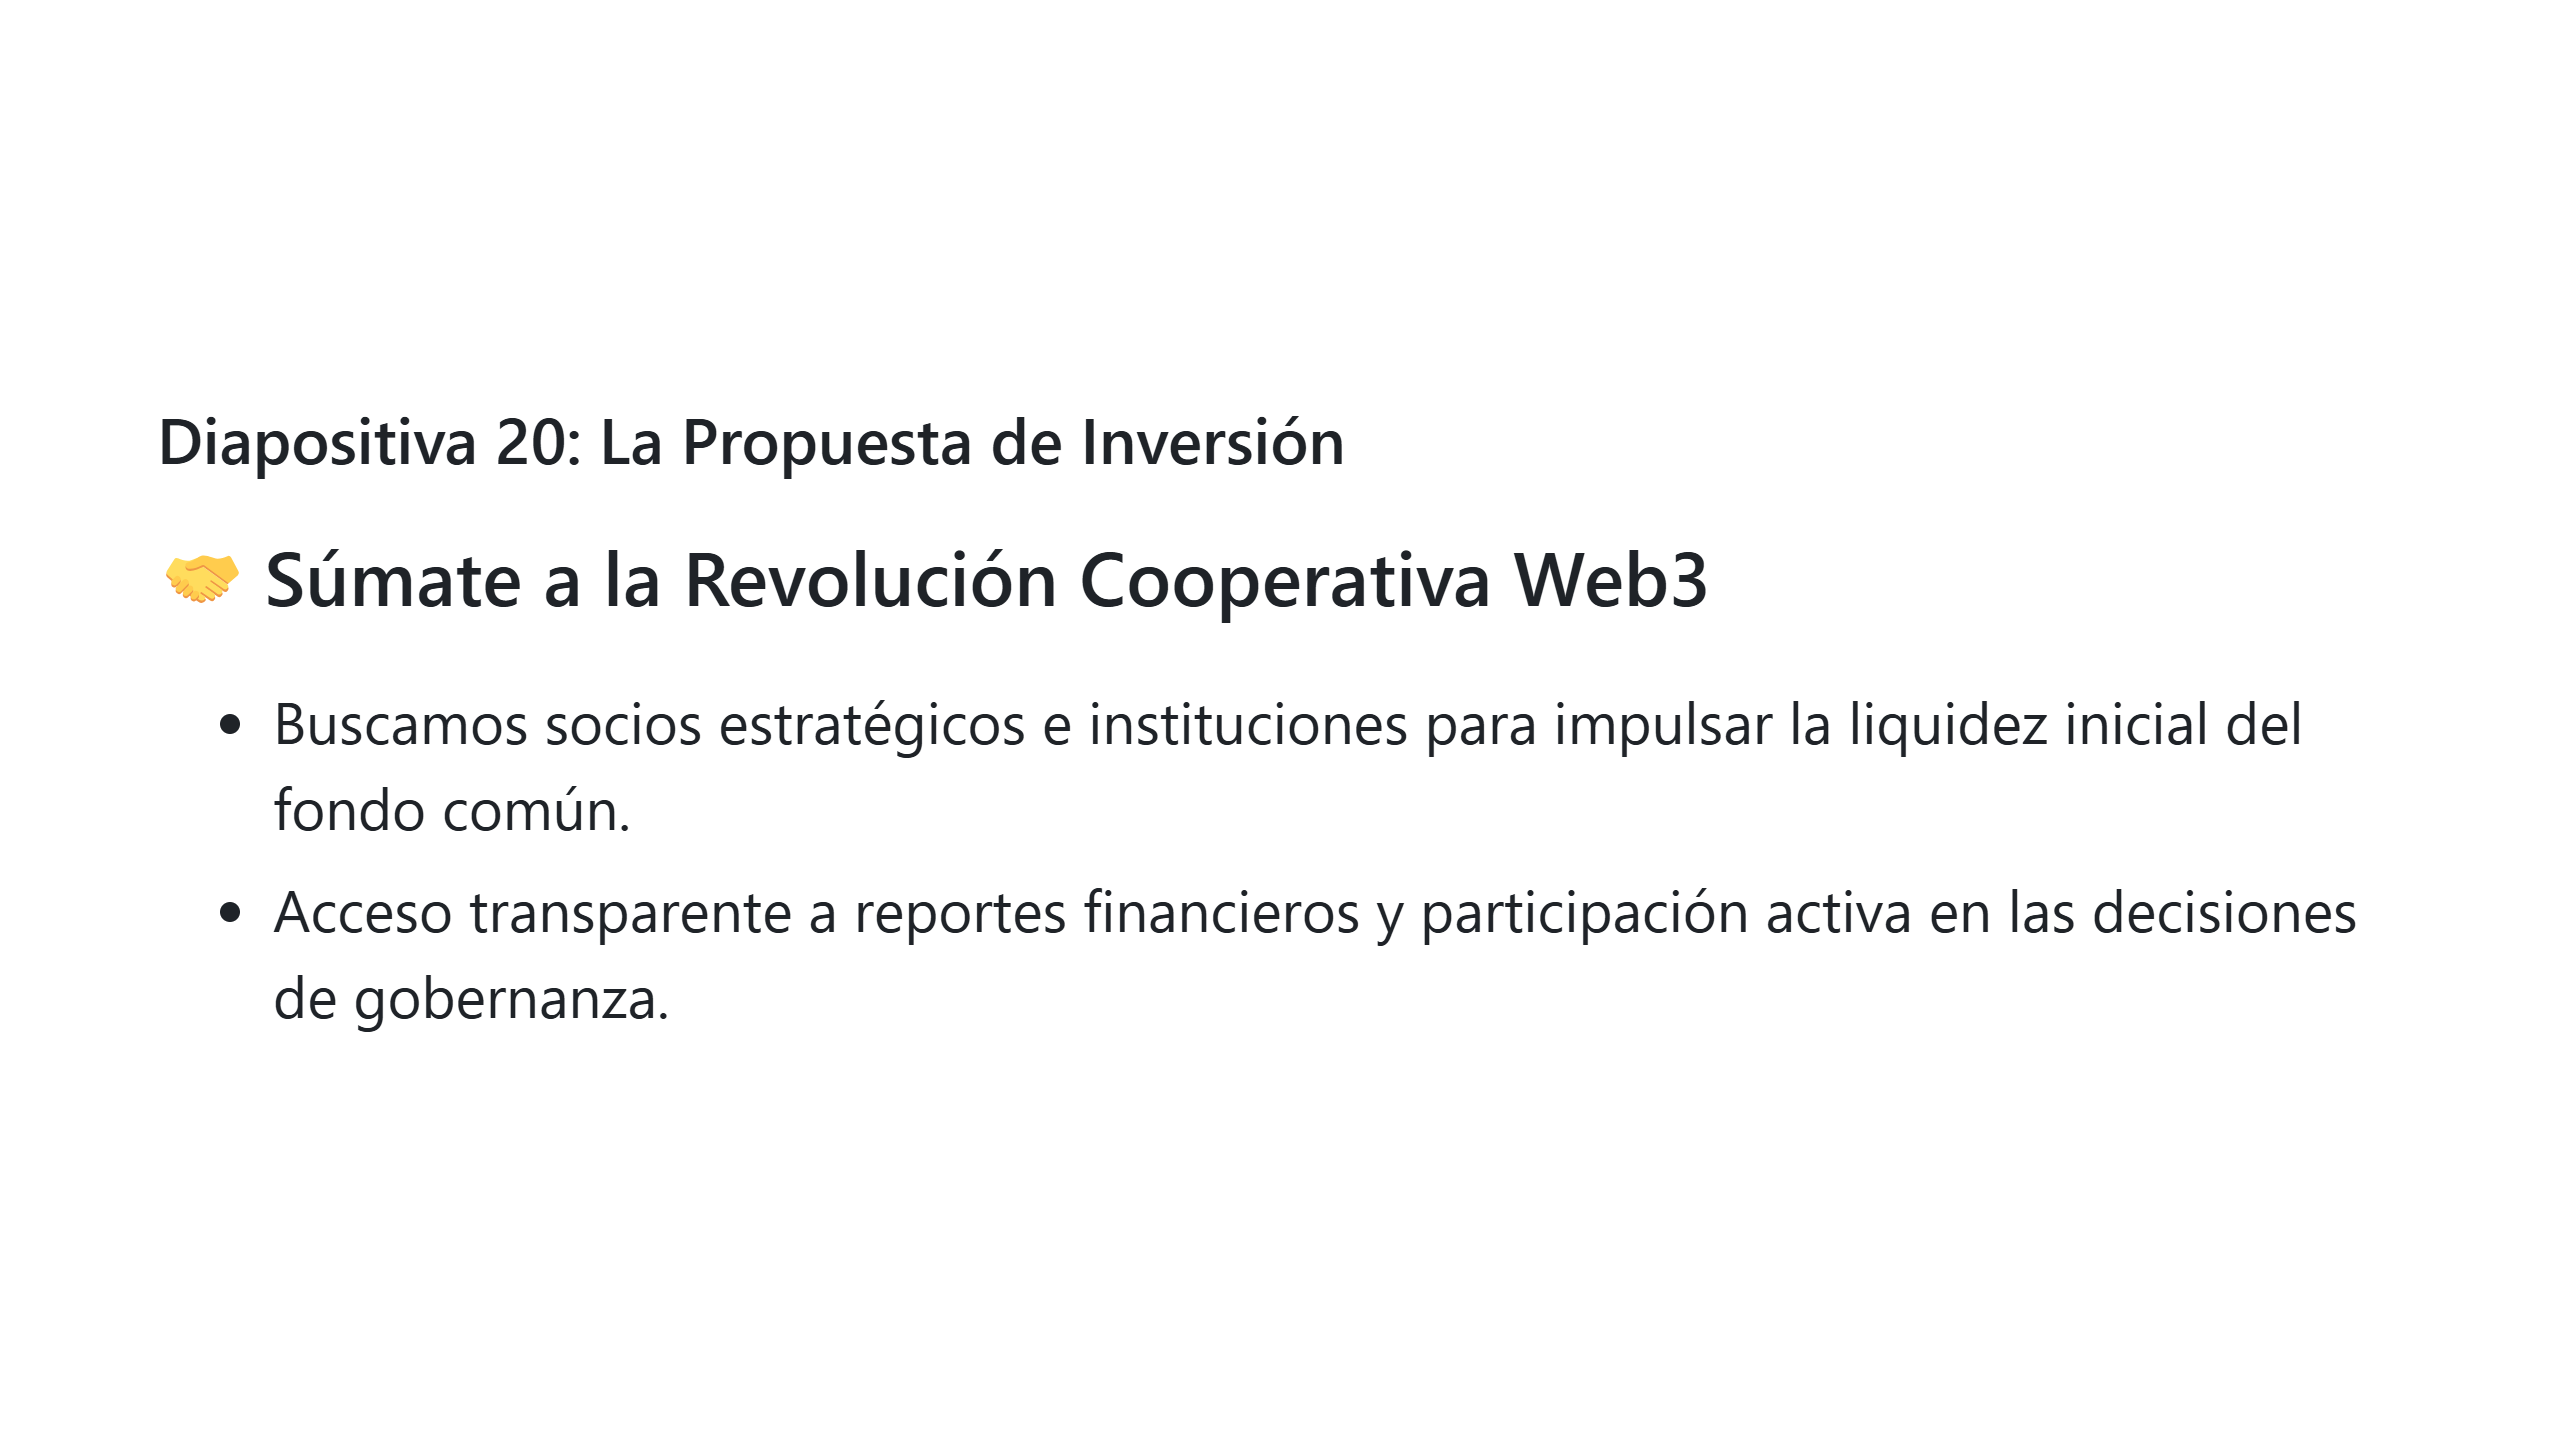 Diapositiva 20: La Propuesta de Inversión
🤝 Súmate a la Revolución Cooperativa Web3
• Buscamos socios estratégicos e instituciones para impulsar la liquidez inicial del
fondo común.
• Acceso transparente a reportes financieros y participación activa en las decisiones
de gobernanza.